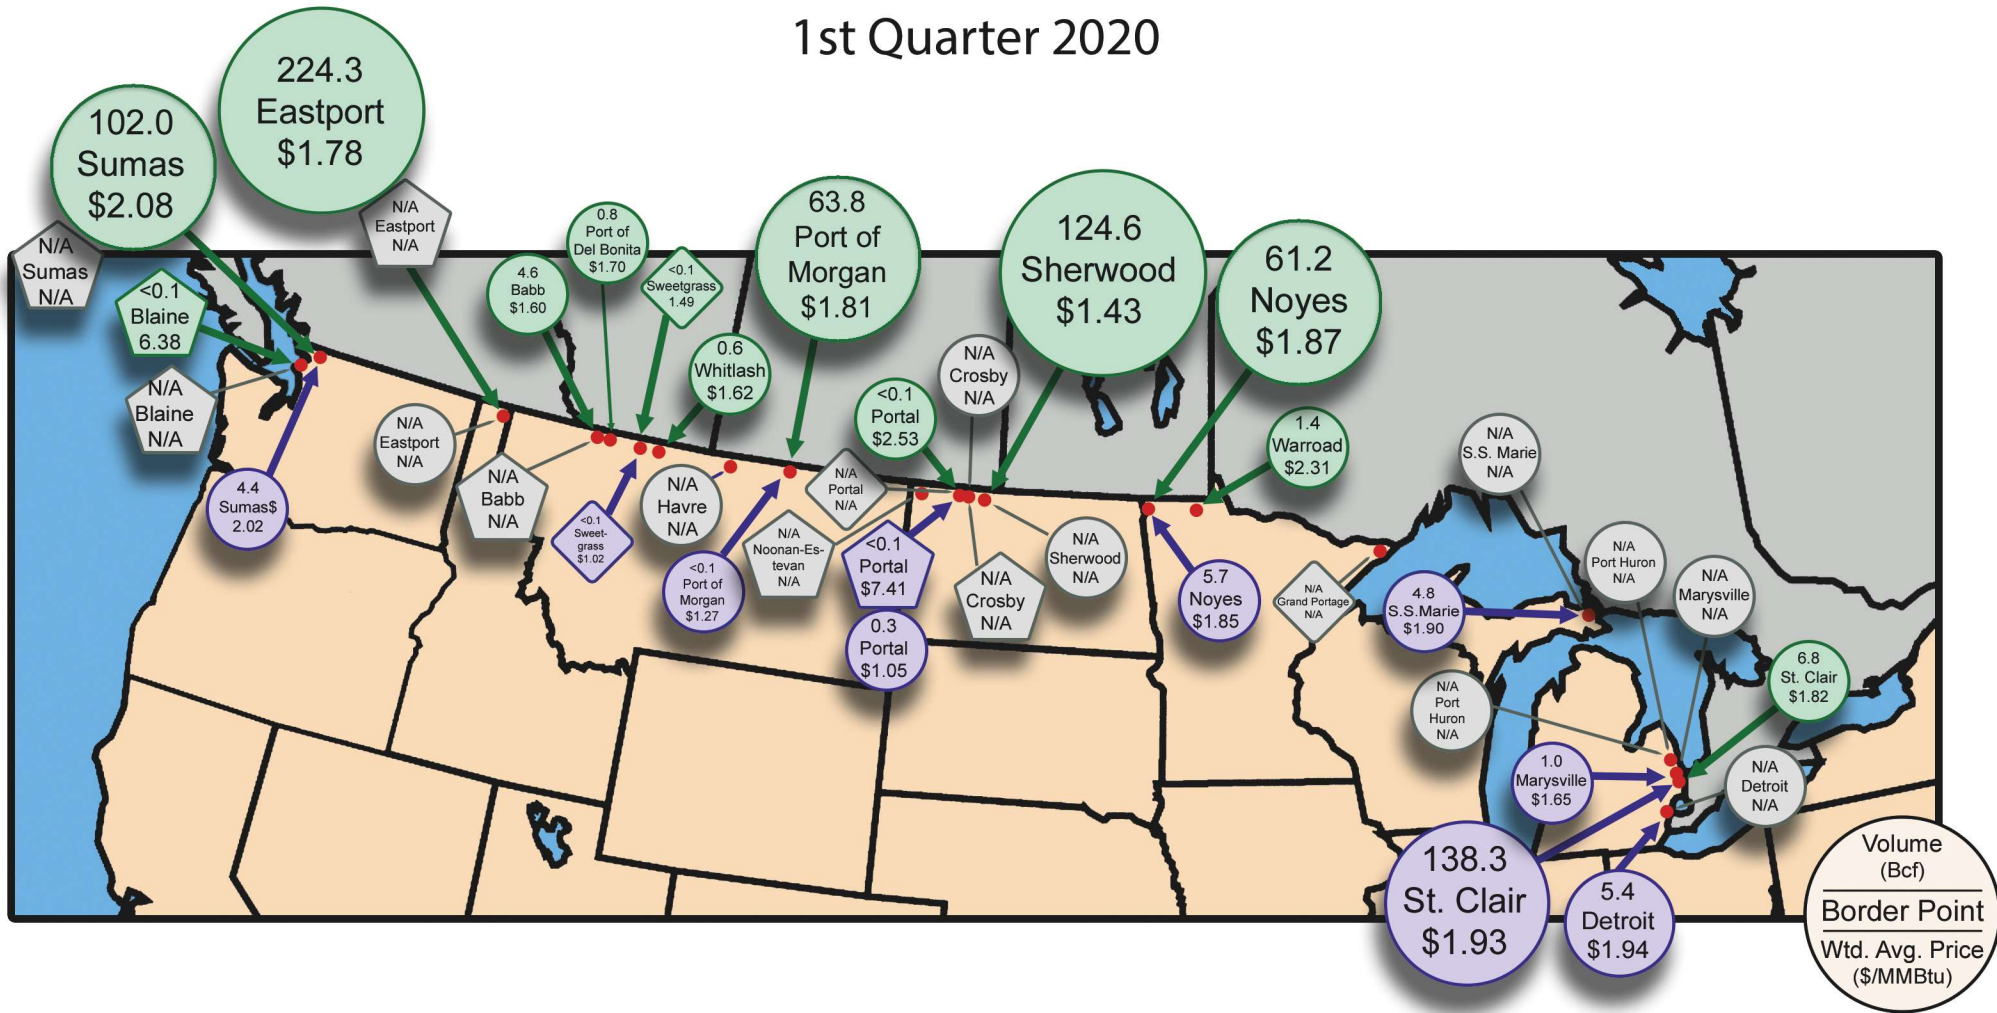 1st Quarter 2020
224.3
Eastport
$1.78
102.0
Sumas
$2.08
N/A
Sumas
N/A
<0.1
Blaine
6.38
N/A
Blaine
N/A
4.4
Sumas$
2.02
N/A
Eastport
N/A
N/A
Eastport
N/A
4.6
Babb
$1.60
N/A
Babb
N/A
0.8
Port of
Del Bonita
$1.70
<0.1
Sweetgrass
1.49
<0.1
Sweet-
grass
$1.02
0.6
Whitlash
$1.62
N/A
Havre
N/A
63.8
Port of
Morgan
$1.81
<0.1
Port of
Morgan
$1.27
N/A
Portal
N/A
N/A
Noonan-Es-
tevan
N/A
<0.1
Portal
$2.53
<0.1
Portal
$7.41
0.3
Portal
$1.05
N/A
Crosby
N/A
N/A
Crosby
N/A
124.6
Sherwood
$1.43
N/A
Sherwood
N/A
61.2
Noyes
$1.87
5.7
Noyes
$1.85
1.4
Warroad
$2.31
N/A
Grand Portage
N/A
N/A
S.S. Marie
N/A
4.8
S.S.Marie
$1.90
N/A
Port Huron
N/A
N/A
Marysville
N/A
N/A
Port
Huron
N/A
6.8
St. Clair
$1.82
1.0
Marysville
$1.65
N/A
Detroit
N/A
138.3
St. Clair
$1.93
5.4
Detroit
$1.94
Volume
(Bcf)
Border Point
Wtd. Avg. Price
($/MMBtu)